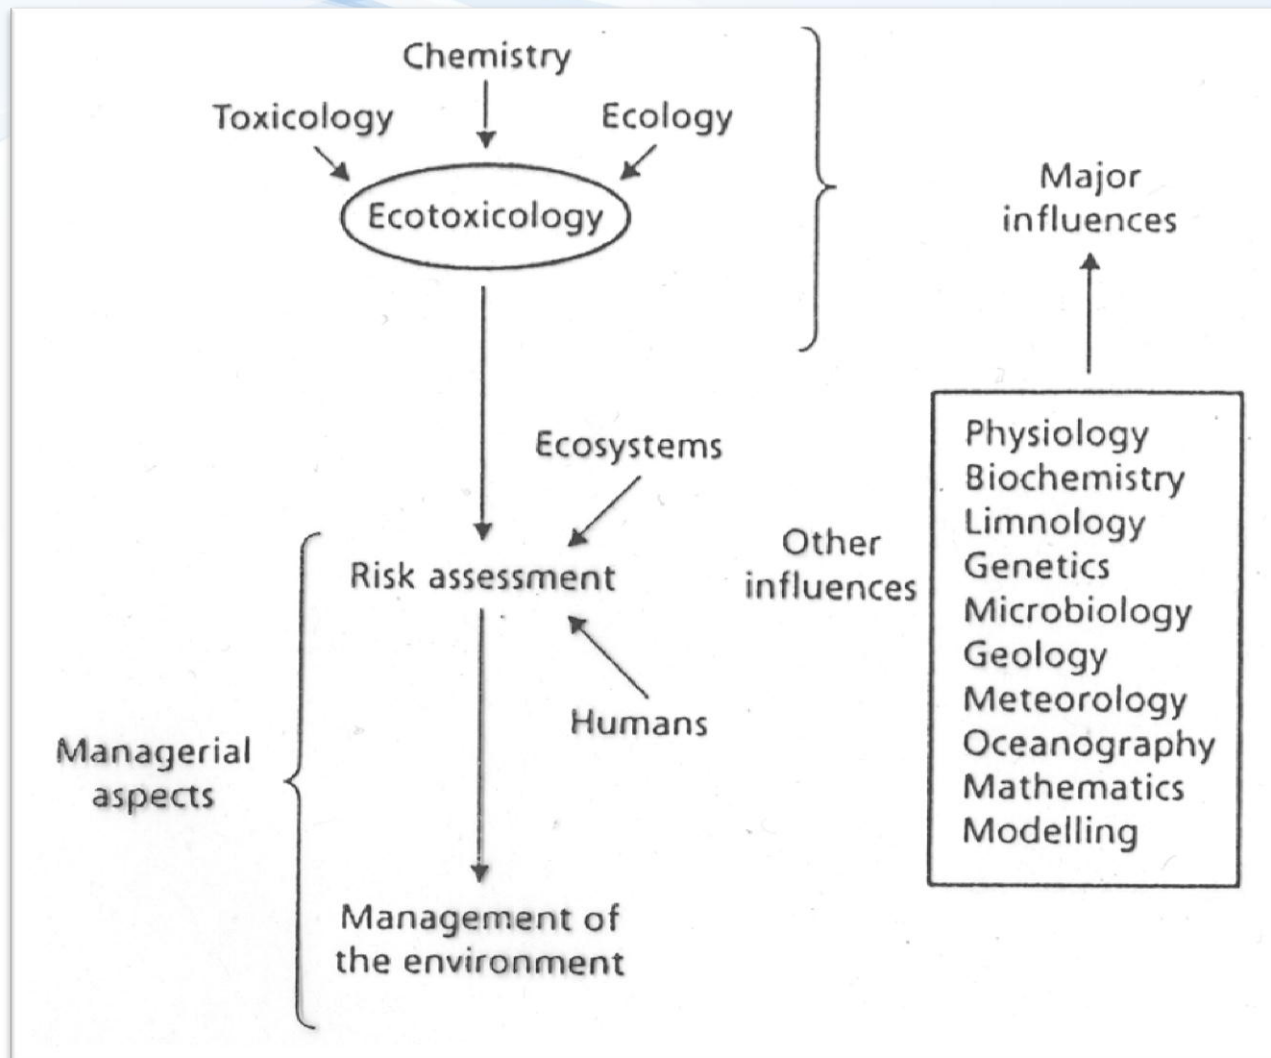 Chemistry
Toxicology
Ecology
Ecotoxicology
Major
influences
Ecosystems
Risk assessment
Humans
Other
influences
Physiology
Biochemistry
Limnology
Genetics
Microbiology
Geology
Meteorology
Oceanography
Mathematics
Modelling
Managerial
aspects
Management of
the environment